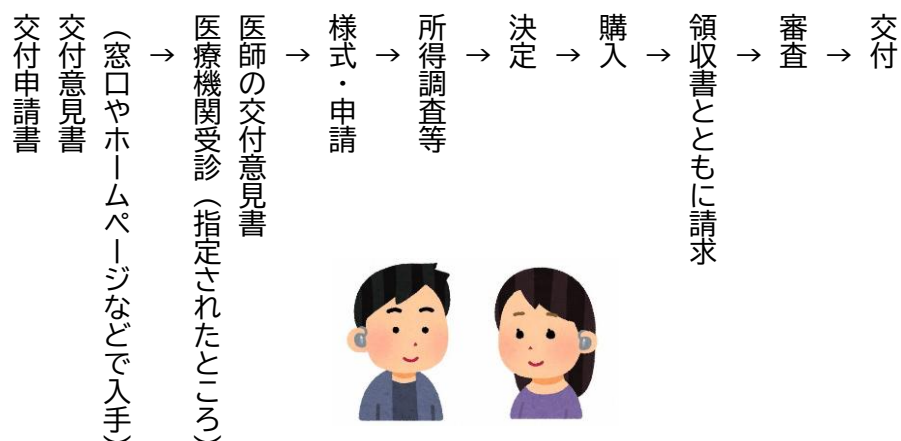 交付申請書
交付意見書
（窓口やホームページなどで入手）
→
医療機関受診（指定されたところ）
医師の交付意見書
→
様式・申請
→
所得調査等
→
決定
→
購入
→
領収書とともに請求
→
審査
→
交付